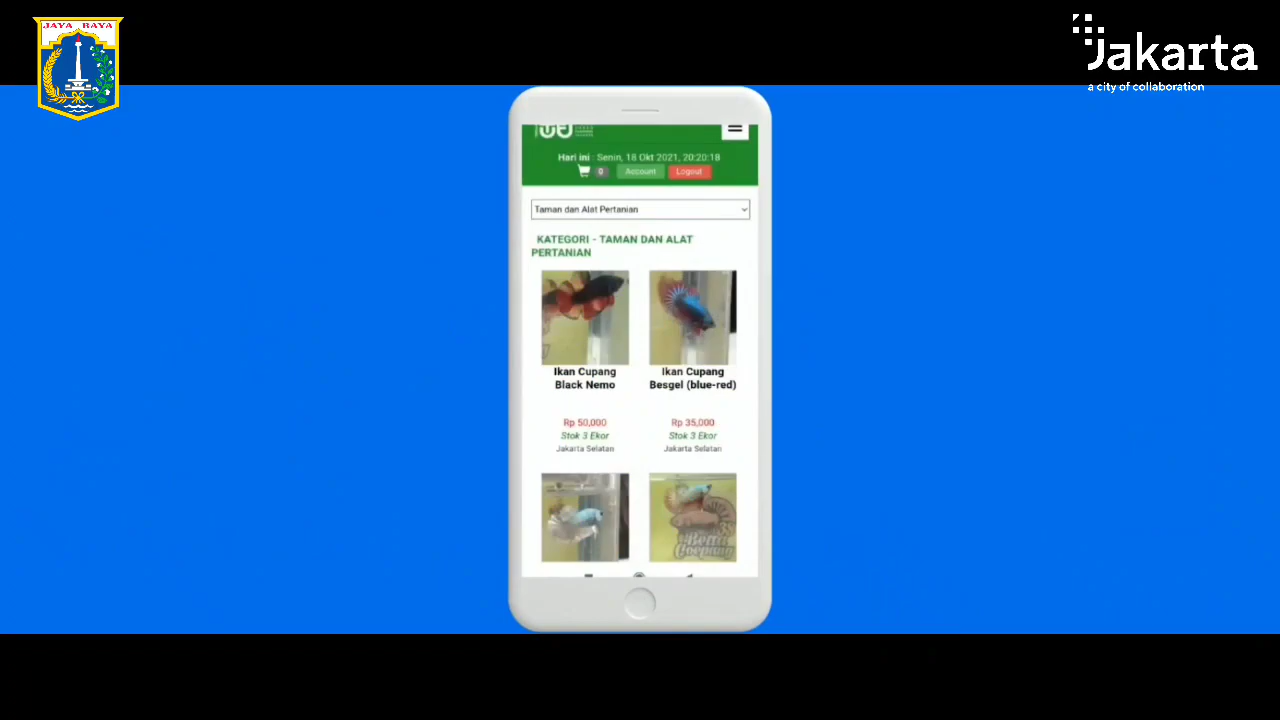 JAYA RAYA
Jakarta
a city of collaboration
Hari ini : Senin, 18 Okt 2021, 20:20:18
0
Account
Logout
Taman dan Alat Pertanian
KATEGORI - TAMAN DAN ALAT
PERTANIAN
Ikan Cupang
Black Nemo
Rp 50,000
Stok 3 Ekor
Jakarta Selatan
Ikan Cupang
Besgel (blue-red)
Rp 35,000
Stok 3 Ekor
Jakarta Selatan
Betta
Coepang